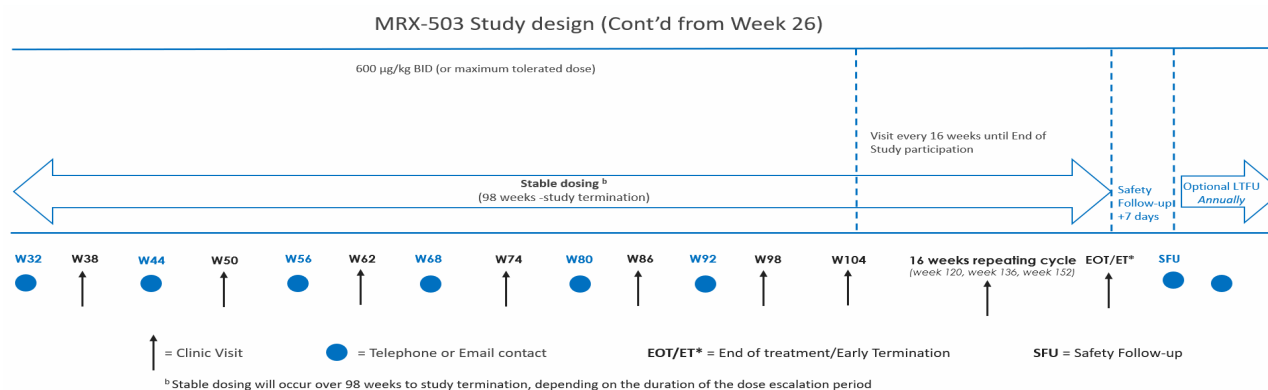 MRX-503 Study design (Cont'd from Week 26)
600 µg/kg BID (or maximum tolerated dose)
Visit every 16 weeks until End of
Study participation
Stable dosing ᵇ
(98 weeks -study termination)
Safety
Follow-up
+7 days
Optional LTFU
Annually
W32 W38 W44 W50 W56 W62 W68 W74 W80 W86 W92 W98 W104 16 weeks repeating cycle EOT/ET* SFU
(week 120, week 136, week 152)
= Clinic Visit = Telephone or Email contact EOT/ET* = End of treatment/Early Termination SFU = Safety Follow-up
ᵇ Stable dosing will occur over 98 weeks to study termination, depending on the duration of the dose escalation period